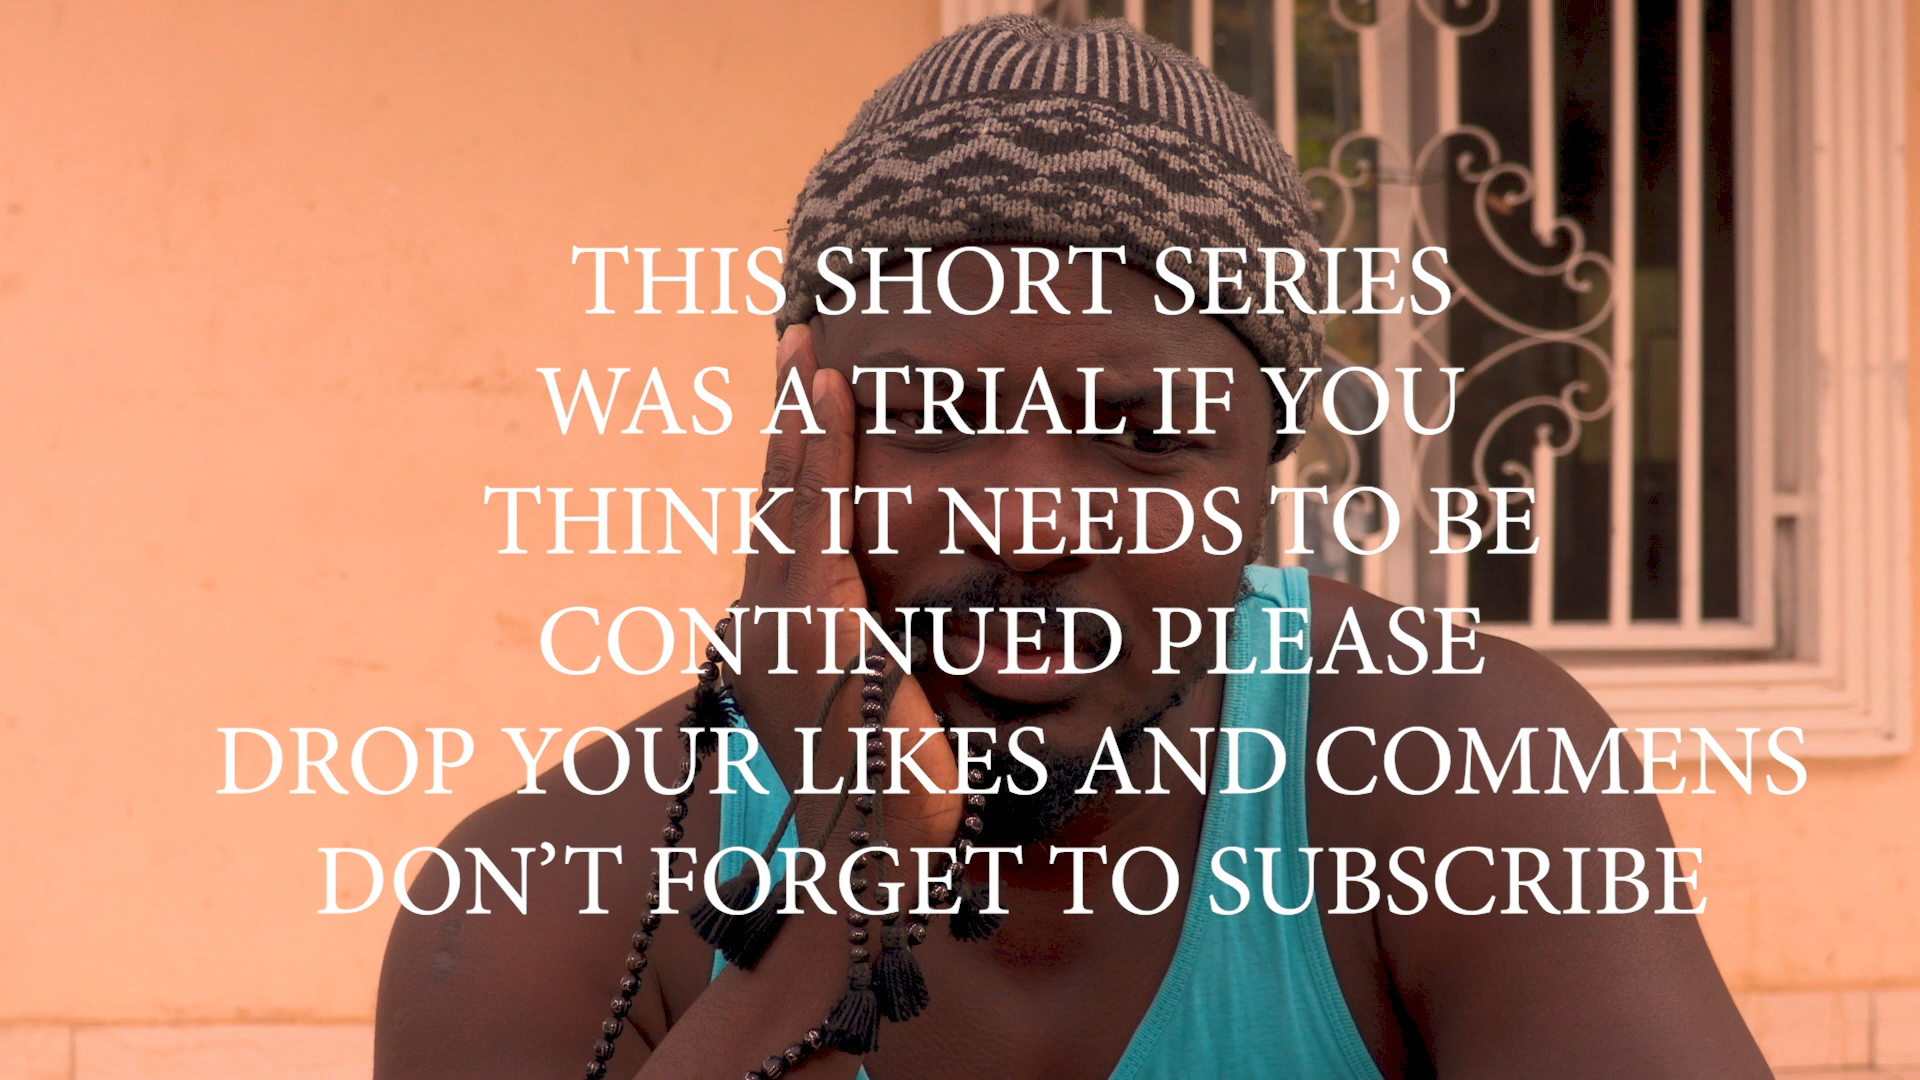 THIS SHORT SERIES
WAS A TRIAL IF YOU
THINK IT NEEDS TO BE
CONTINUED PLEASE
DROP YOUR LIKES AND COMMENS
DON’T FORGET TO SUBSCRIBE